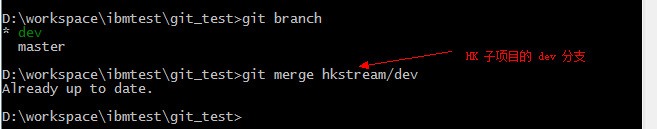 D:\workspace\ibmtest\git_test>git branch
* dev
  master
D:\workspace\ibmtest\git_test>git merge hkstream/dev
HK 子项目的 dev 分支
Already up to date.
D:\workspace\ibmtest\git_test>